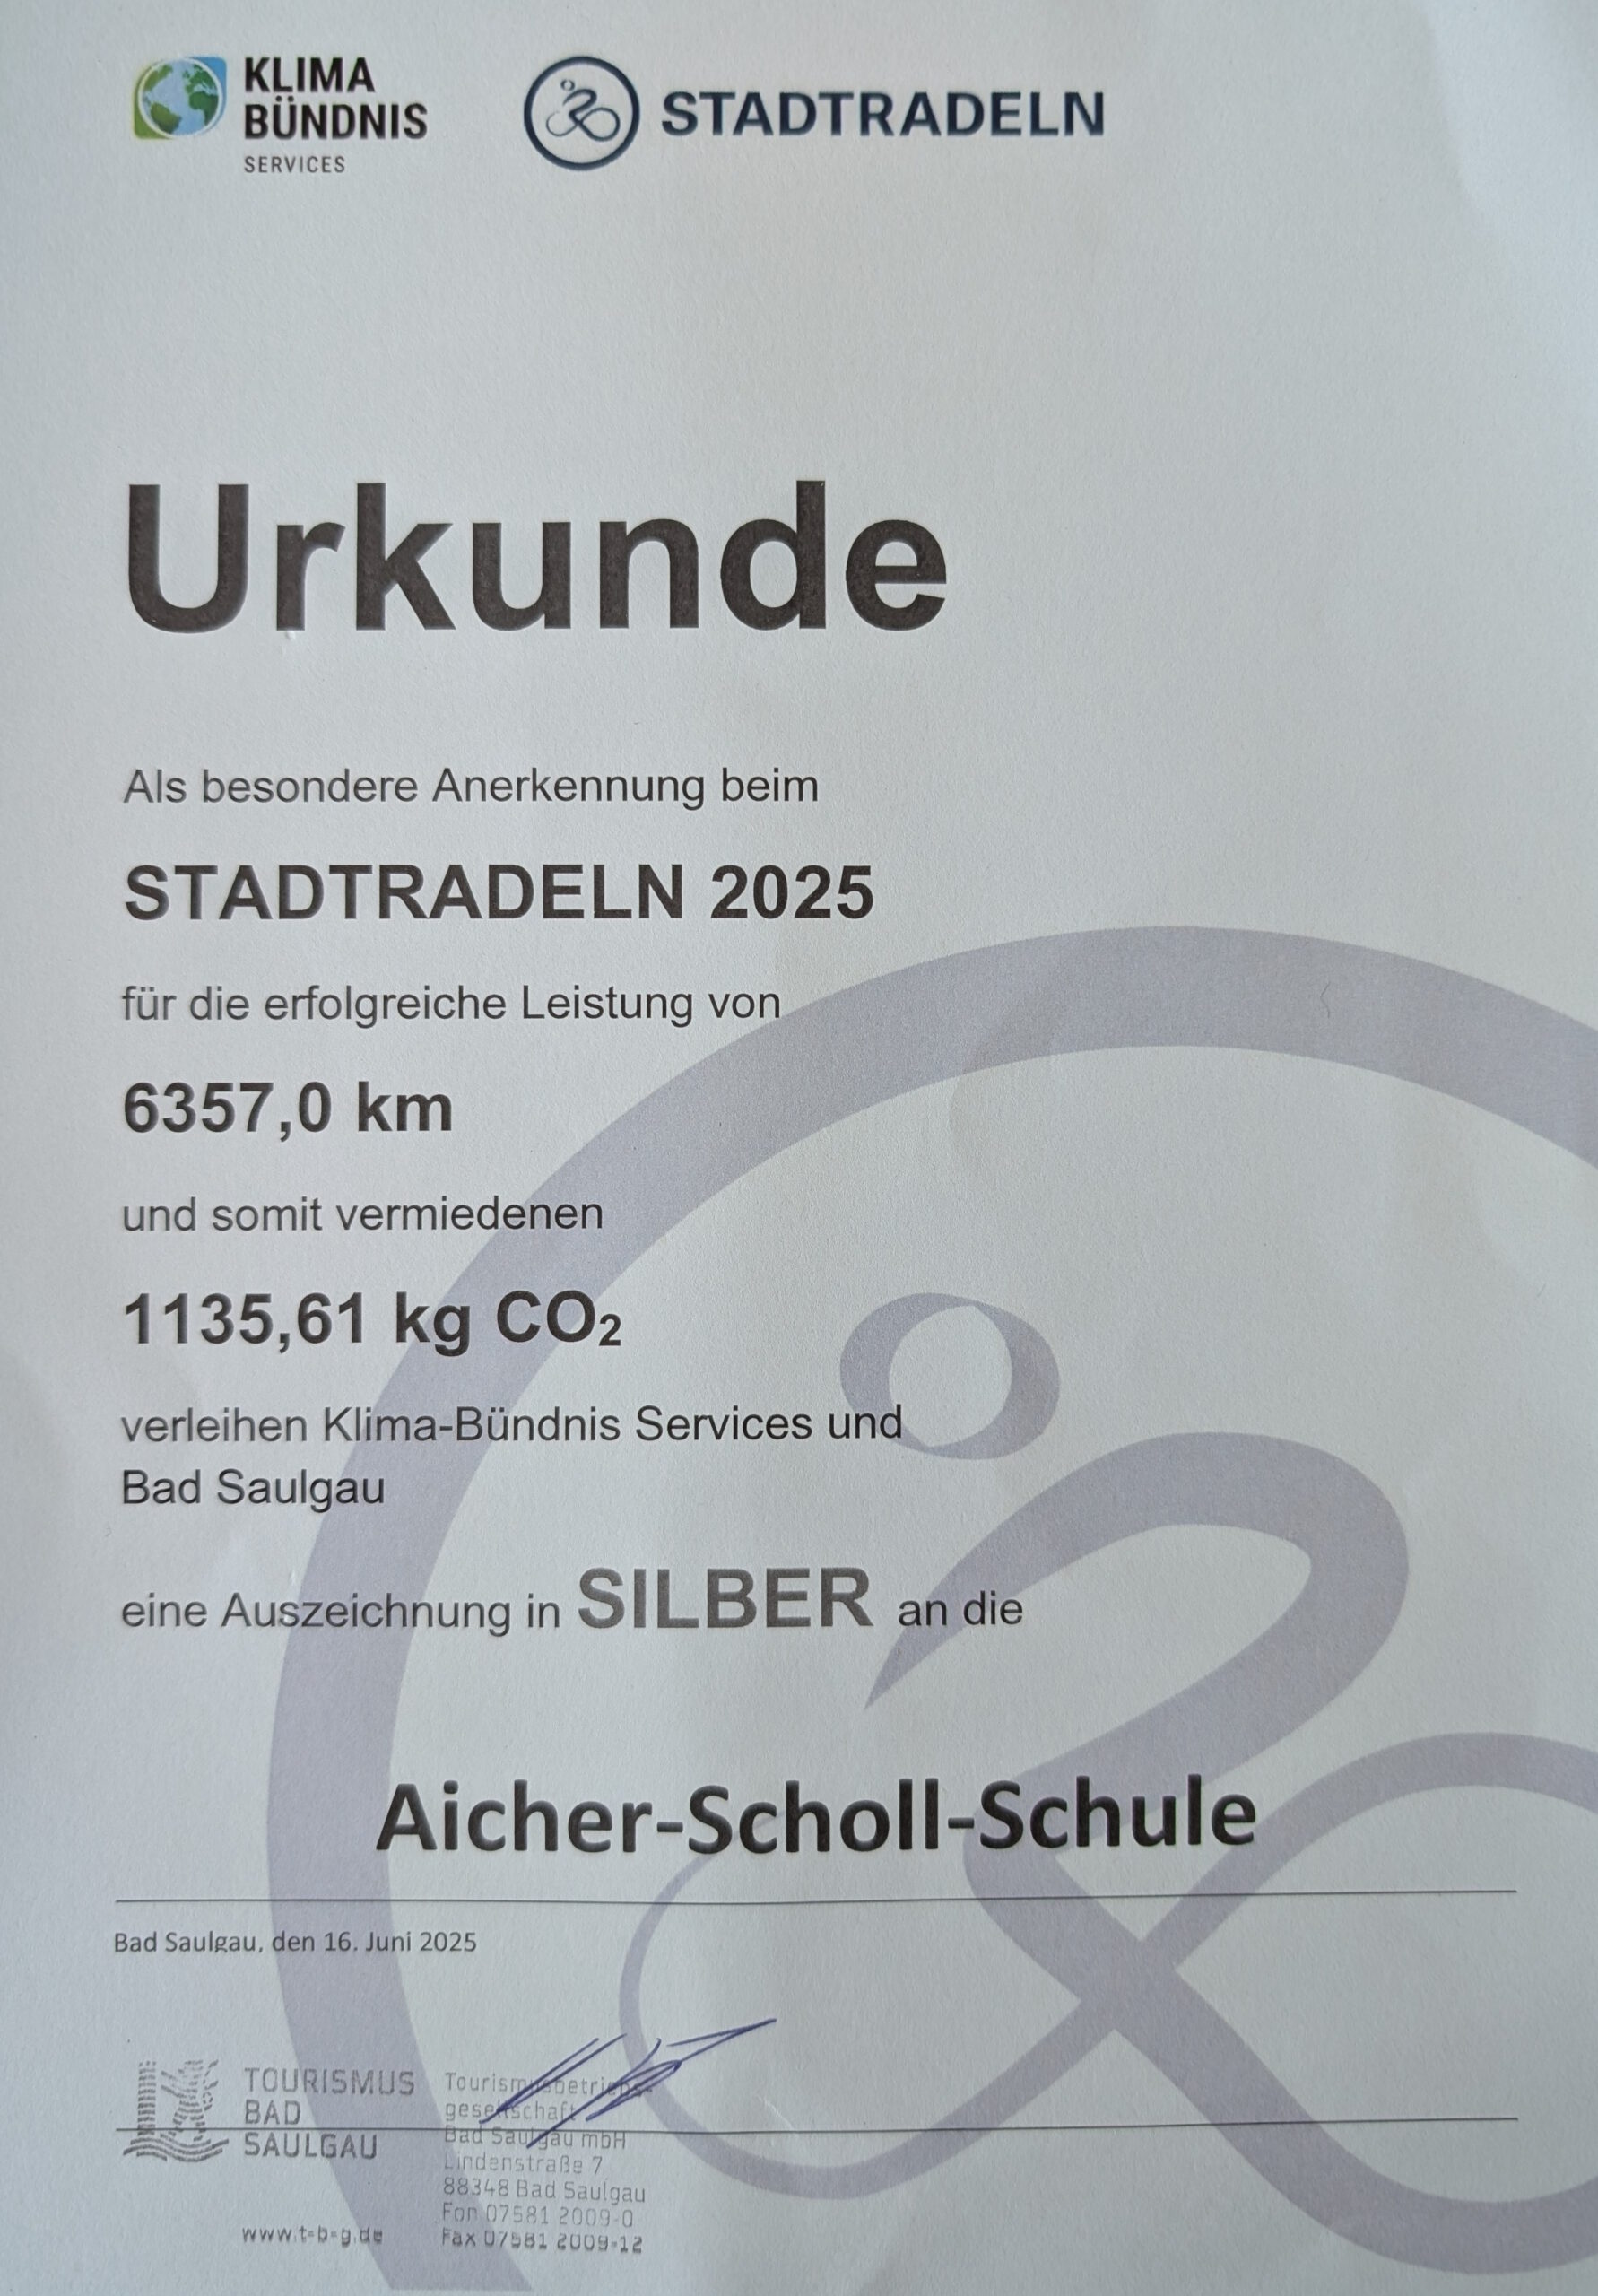 KLIMA
BÜNDNIS
SERVICES
STADTRADELN
Urkunde
Als besondere Anerkennung beim
STADTRADELN 2025
für die erfolgreiche Leistung von
6357,0 km
und somit vermiedenen
1135,61 kg CO₂
verleihen Klima-Bündnis Services und
Bad Saulgau
eine Auszeichnung in SILBER an die
Aicher-Scholl-Schule
Bad Saulgau, den 16. Juni 2025
TOURISMUS
BAD
SAULGAU
www.t-b-g.de
Tourismusbetriebs-
gesellschaft
Bad Saulgau mbH
Lindenstraße 7
88348 Bad Saulgau
Fon 07581 2009-0
Fax 07581 2009-12